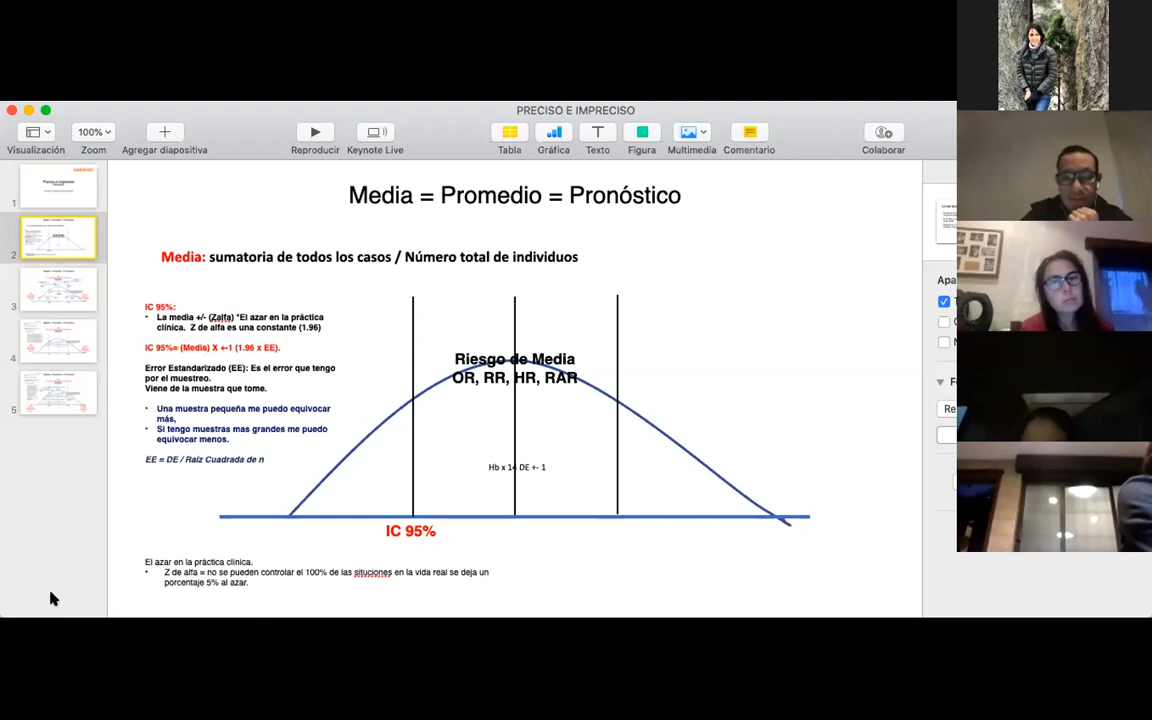 PRECISO E IMPRECISO
100%
Visualización
Zoom
Agregar diapositiva
Reproducir
Keynote Live
Tabla
Gráfica
Texto
Figura
Multimedia
Comentario
Colaborar
1
2
3
4
5
Media = Promedio = Pronóstico
Media: sumatoria de todos los casos / Número total de individuos
IC 95%:
• La media +/- (Zalfa) *El azar en la práctica
clínica. Z de alfa es una constante (1.96)
IC 95%= (Media) X +-1 (1.96 x EE).
Error Estandarizado (EE): Es el error que tengo
por el muestreo.
Viene de la muestra que tome.
• Una muestra pequeña me puedo equivocar
más,
• Si tengo muestras mas grandes me puedo
equivocar menos.
EE = DE / Raíz Cuadrada de n
Riesgo de Media
OR, RR, HR, RAR
Hb x 14 DE +- 1
IC 95%
El azar en la práctica clínica.
• Z de alfa = no se pueden controlar el 100% de las situciones en la vida real se deja un
porcentaje 5% al azar.
Apa
Re